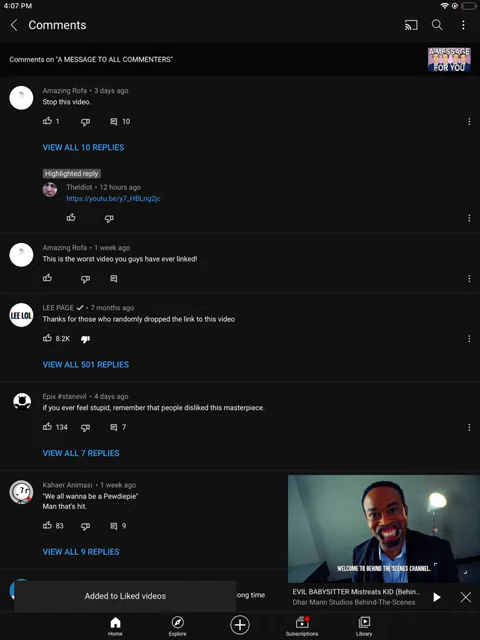 4:07 PM
Comments
Comments on "A MESSAGE TO ALL COMMENTERS"
A MESSAGE
FOR YOU
Amazing Rofa • 3 days ago
Stop this video.
1
10
VIEW ALL 10 REPLIES
Highlighted reply
TheIdiot • 12 hours ago
https://youtu.be/y7_HBLng2jc
Amazing Rofa • 1 week ago
This is the worst video you guys have ever linked!
LEE LOL
LEE PAGE • 7 months ago
Thanks for those who randomly dropped the link to this video
8.2K
VIEW ALL 501 REPLIES
Epix #stanevil • 4 days ago
if you ever feel stupid, remember that people disliked this masterpiece.
134
7
VIEW ALL 7 REPLIES
Kahaer Animasi • 1 week ago
"We all wanna be a Pewdiepie"
Man that's hit.
83
9
VIEW ALL 9 REPLIES
WELCOME TO BEHIND THE SCENES CHANNEL.
Added to Liked videos
long time
EVIL BABYSITTER Mistreats KID (Behin...
Dhar Mann Studios Behind-The-Scenes
Home
Explore
Subscriptions
Library